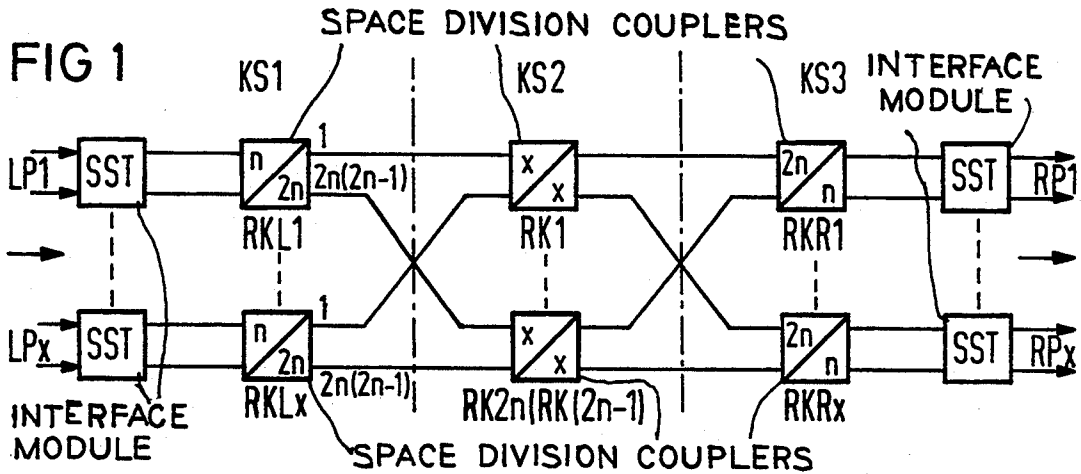 SPACE DIVISION COUPLERS
FIG 1
KS1
KS2
KS3
INTERFACE
MODULE
LP1
SST
n
2n
1
2n(2n-1)
x
x
2n
n
SST
RP1
RKL1
RK1
RKR1
LPx
SST
n
2n
1
2n(2n-1)
x
x
2n
n
SST
RPx
RKLx
RK2n(RK(2n-1)
RKRx
INTERFACE
MODULE
SPACE DIVISION COUPLERS